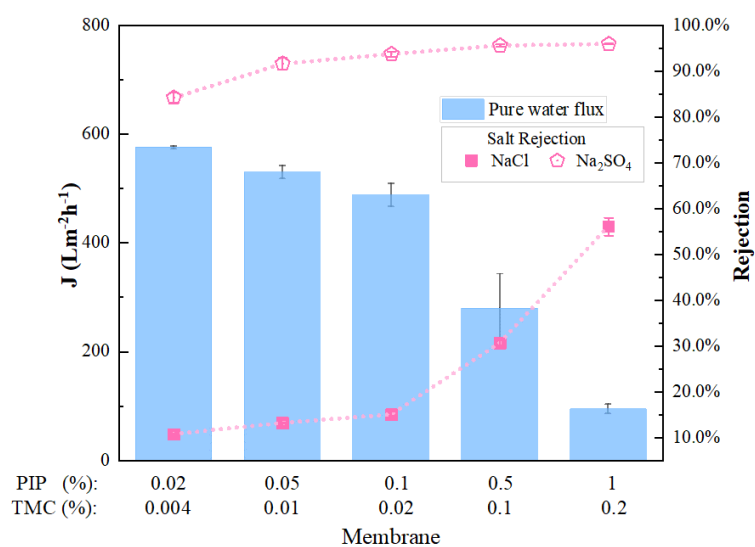 800
600
400
200
0
J (Lm⁻²h⁻¹)
100.0%
90.0%
80.0%
70.0%
60.0%
50.0%
40.0%
30.0%
20.0%
10.0%
Rejection
Pure water flux
Salt Rejection
NaCl Na₂SO₄
PIP (%): 0.02 0.05 0.1 0.5 1
TMC (%): 0.004 0.01 0.02 0.1 0.2
Membrane